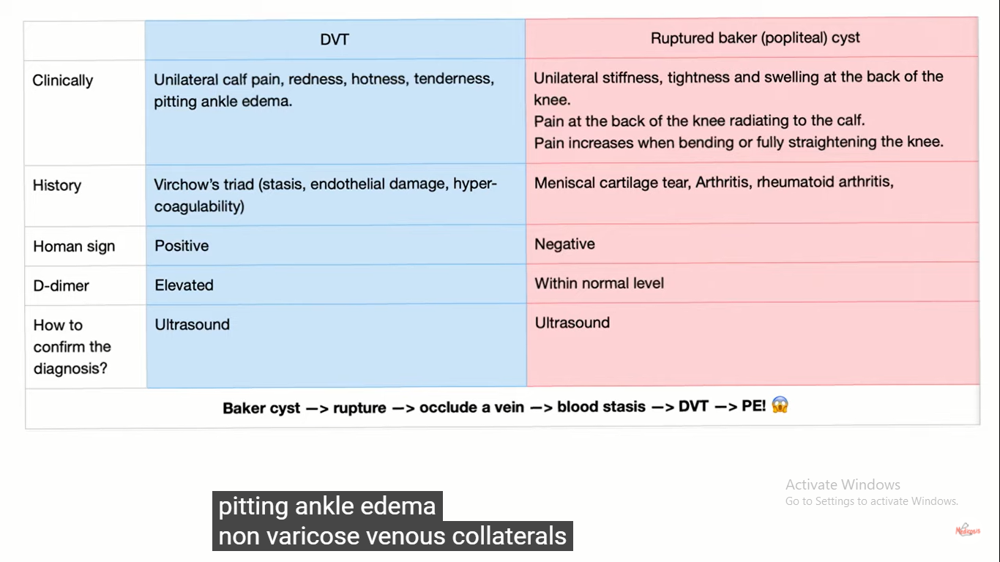 DVT
Ruptured baker (popliteal) cyst
Clinically
Unilateral calf pain, redness, hotness, tenderness,
pitting ankle edema.
Unilateral stiffness, tightness and swelling at the back of the
knee.
Pain at the back of the knee radiating to the calf.
Pain increases when bending or fully straightening the knee.
History
Virchow's triad (stasis, endothelial damage, hyper-
coagulability)
Meniscal cartilage tear, Arthritis, rheumatoid arthritis,
Human sign
Positive
Negative
D-dimer
Elevated
Within normal level
How to
confirm the
diagnosis?
Ultrasound
Ultrasound
Baker cyst —> rupture —> occlude a vein —> blood stasis —> DVT —> PE! 😱
pitting ankle edema
non varicose venous collaterals
Activate Windows
Go to Settings to activate Windows.
Medicosis